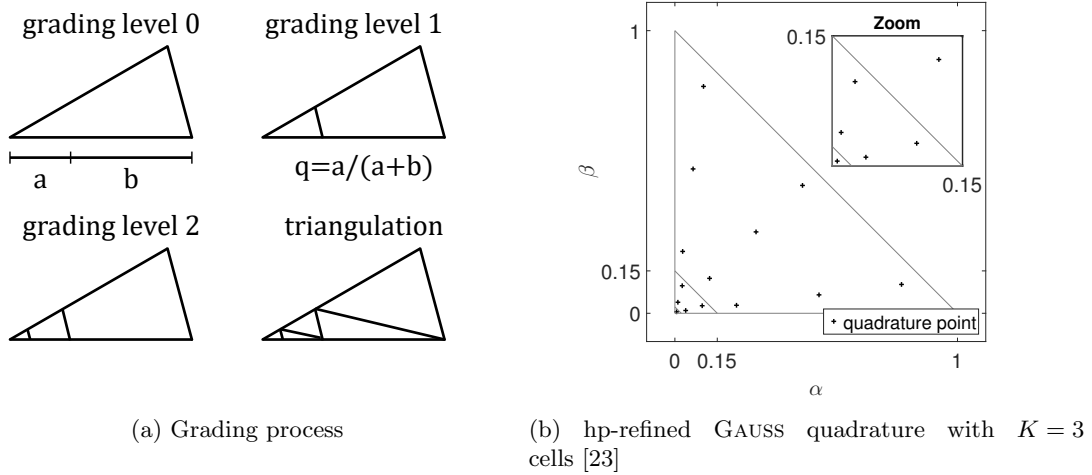 grading level 0
grading level 1
a
b
q=a/(a+b)
grading level 2
triangulation
(a) Grading process
1
β
0.15
0
0
0.15
1
α
Zoom
0.15
0.15
quadrature point
(b) hp-refined GAUSS quadrature with K = 3
cells [23]